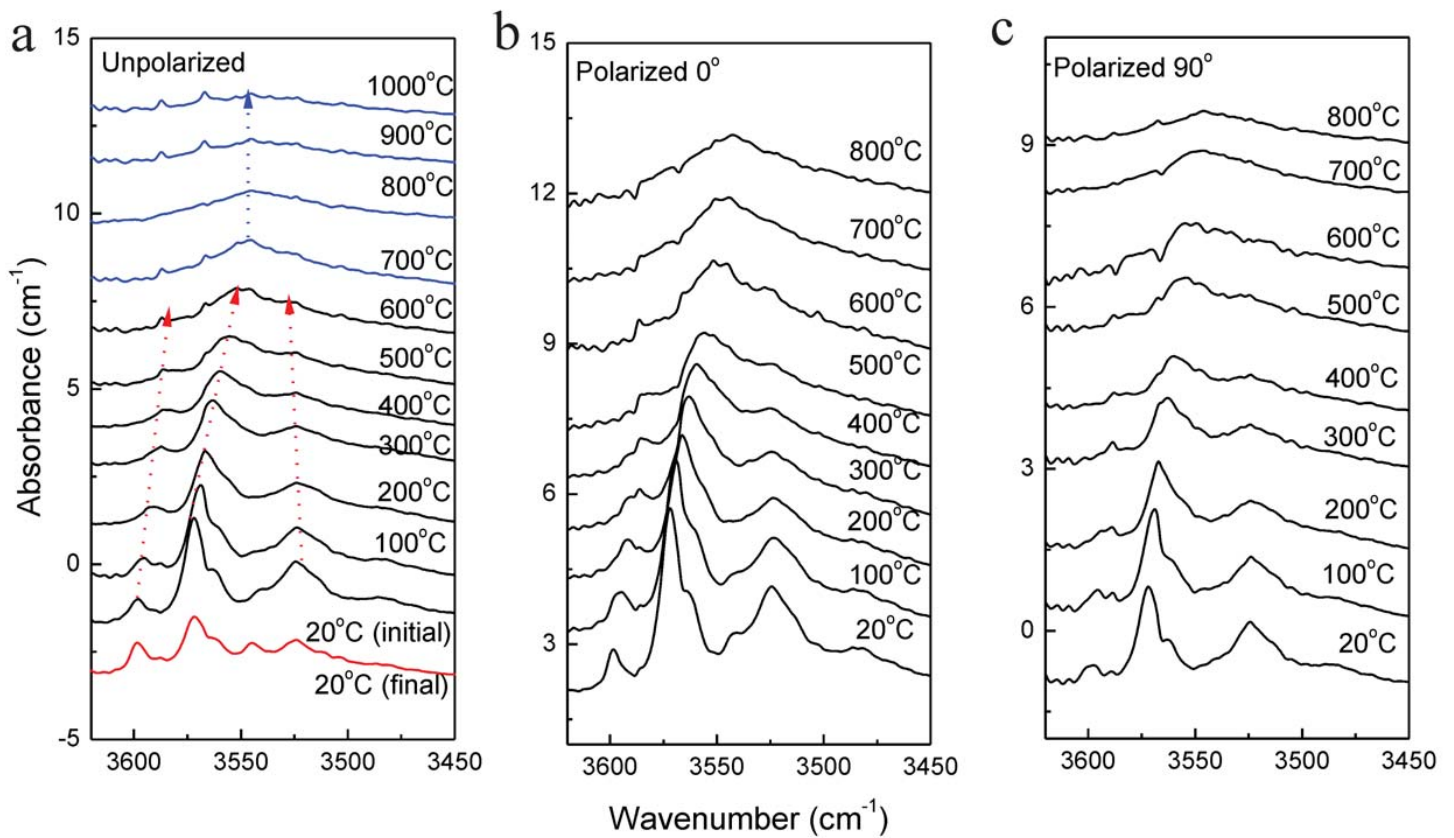 a
Unpolarized
15
10
5
0
-5
1000°C
900°C
800°C
700°C
600°C
500°C
400°C
300°C
200°C
100°C
20°C (initial)
20°C (final)
3600
3550
3500
3450
Absorbance (cm⁻¹)
b
Polarized 0°
15
12
9
6
3
800°C
700°C
600°C
500°C
400°C
300°C
200°C
100°C
20°C
3600
3550
3500
3450
c
Polarized 90°
9
6
3
0
800°C
700°C
600°C
500°C
400°C
300°C
200°C
100°C
20°C
3600
3550
3500
3450
Wavenumber (cm⁻¹)